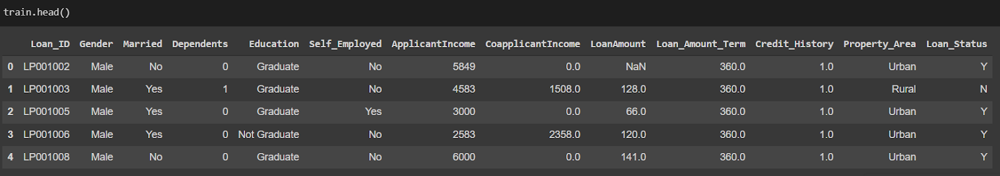 train.head()
Loan_ID Gender Married Dependents Education Self_Employed ApplicantIncome CoapplicantIncome LoanAmount Loan_Amount_Term Credit_History Property_Area Loan_Status
0 LP001002 Male No 0 Graduate No 5849 0.0 NaN 360.0 1.0 Urban Y
1 LP001003 Male Yes 1 Graduate No 4583 1508.0 128.0 360.0 1.0 Rural N
2 LP001005 Male Yes 0 Graduate Yes 3000 0.0 66.0 360.0 1.0 Urban Y
3 LP001006 Male Yes 0 Not Graduate No 2583 2358.0 120.0 360.0 1.0 Urban Y
4 LP001008 Male No 0 Graduate No 6000 0.0 141.0 360.0 1.0 Urban Y